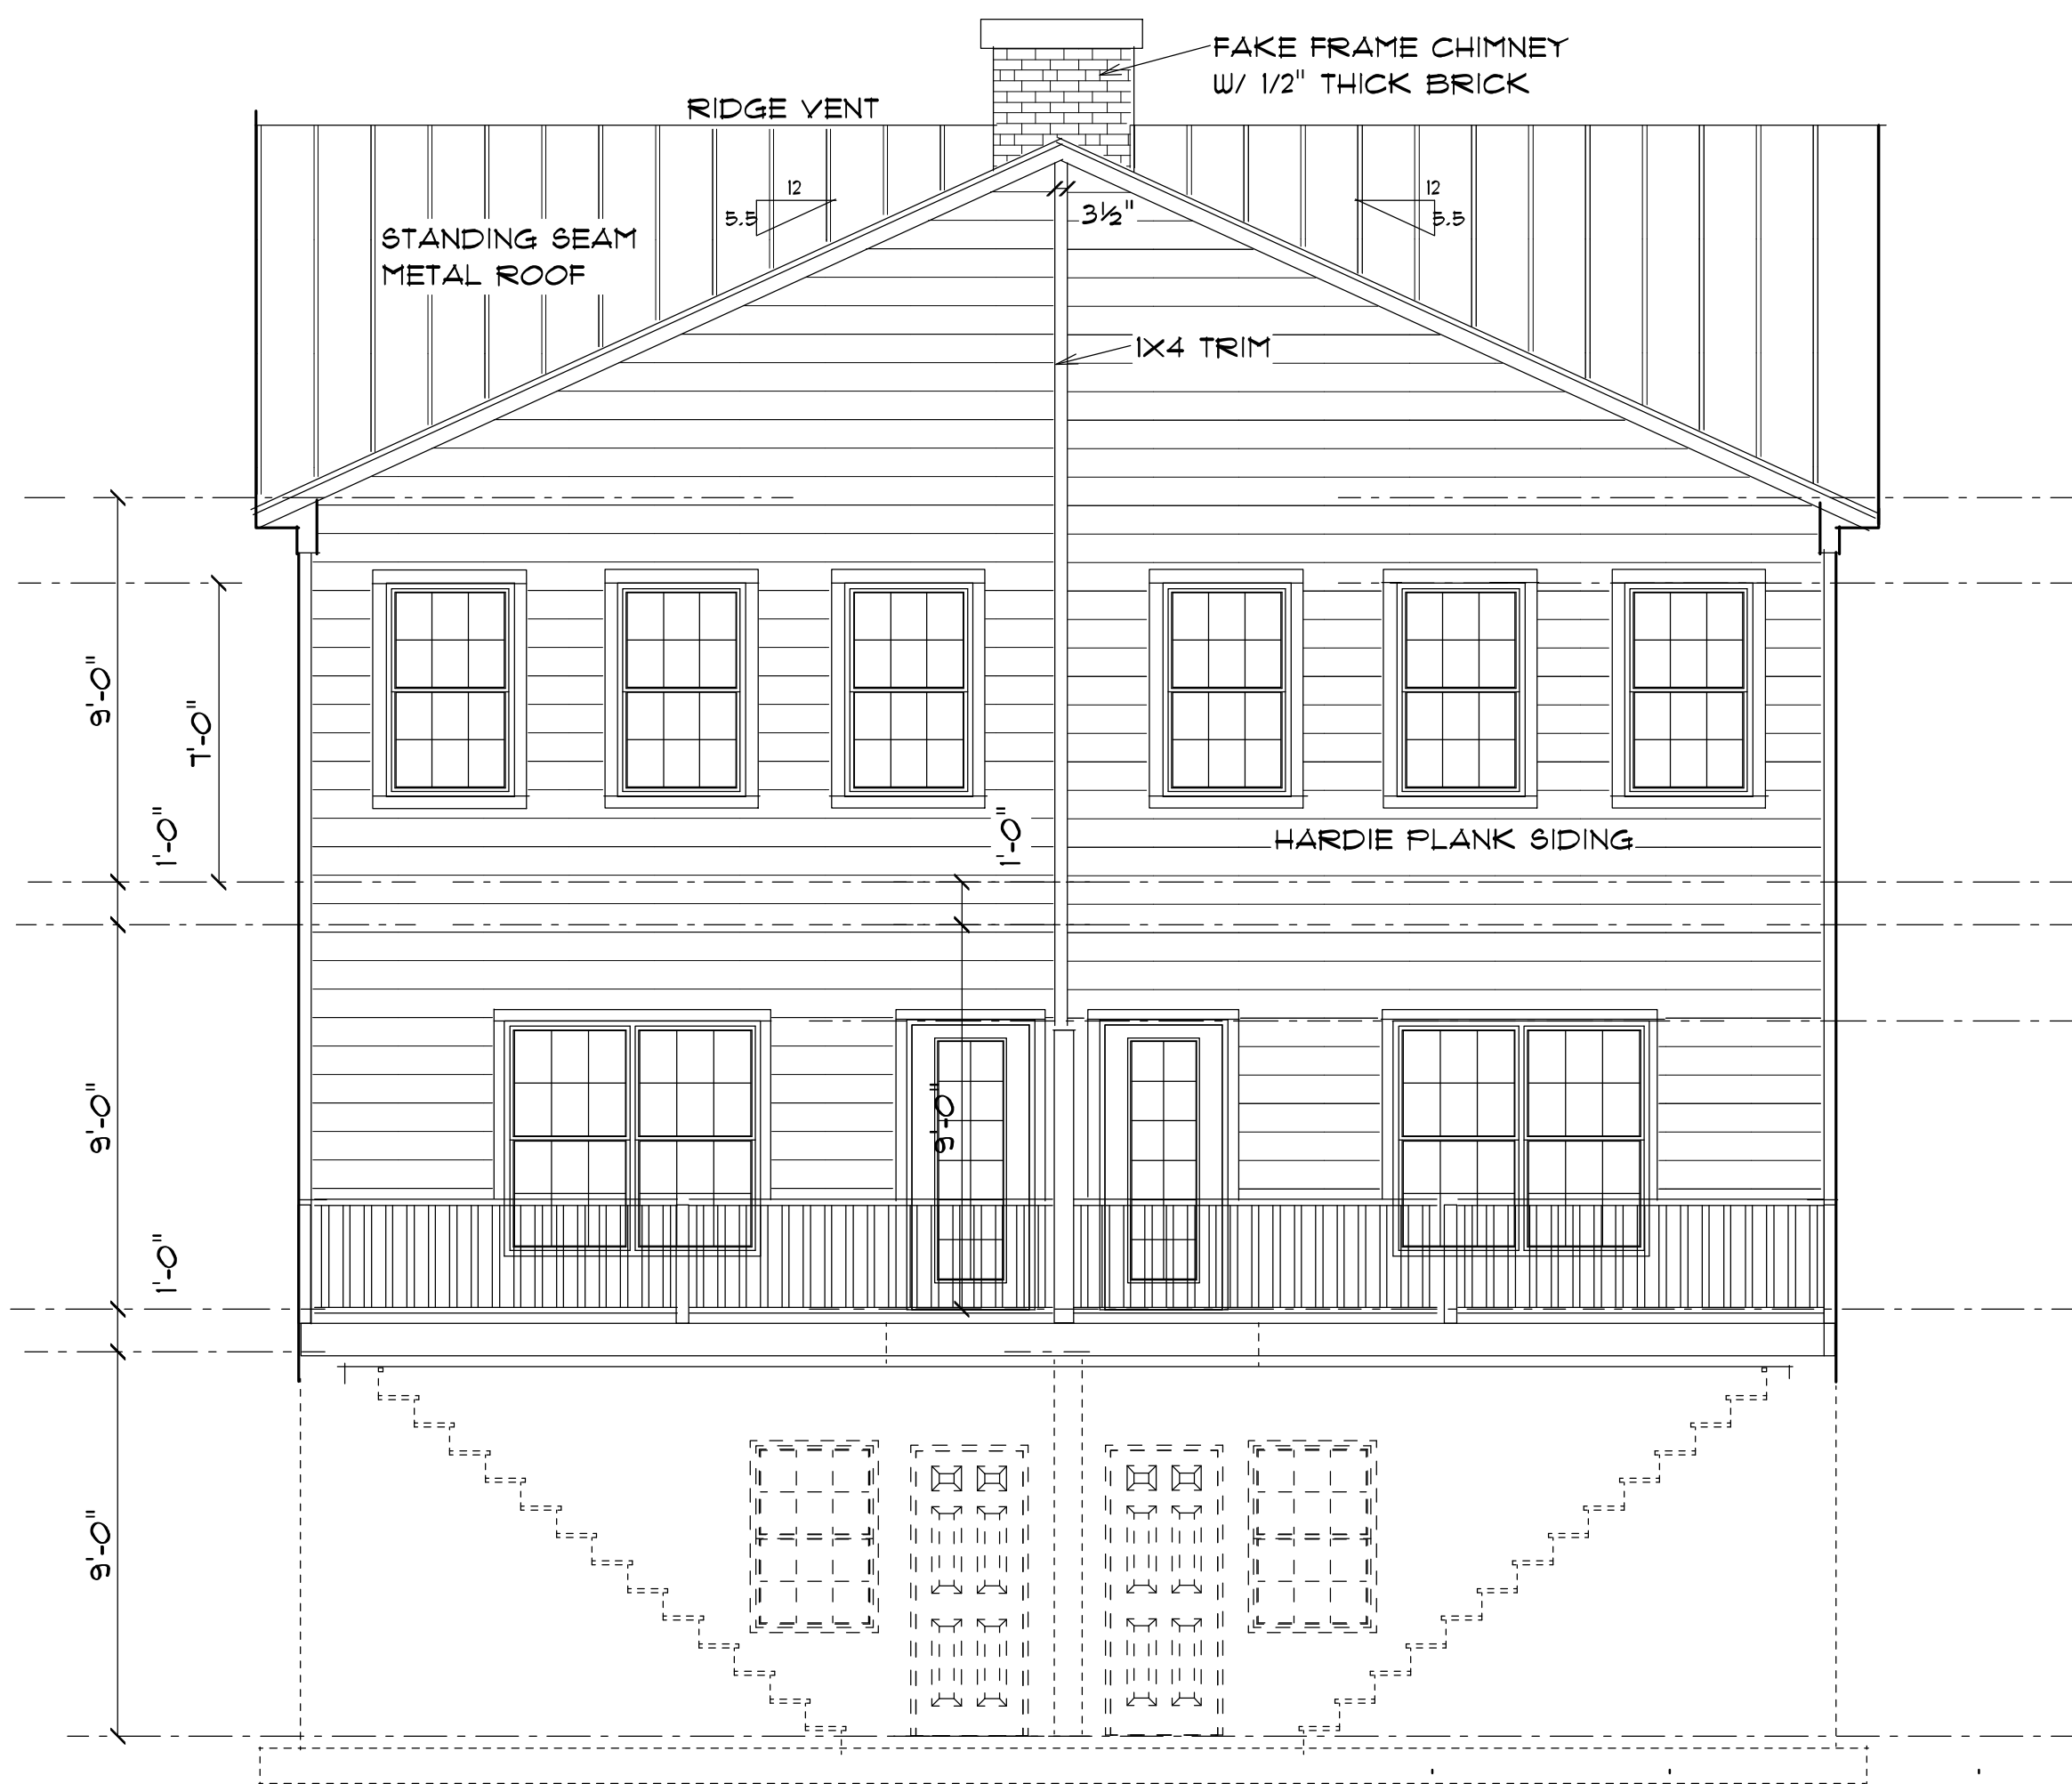 FAKE FRAME CHIMNEY
W/ 1/2" THICK BRICK
RIDGE VENT
12
5.5
12
5.5
3½"
STANDING SEAM
METAL ROOF
1X4 TRIM
9'-0"
7'-0"
1'-0"
1'-0"
HARDIE PLANK SIDING
9'-0"
9'-0"
1'-0"
9'-0"